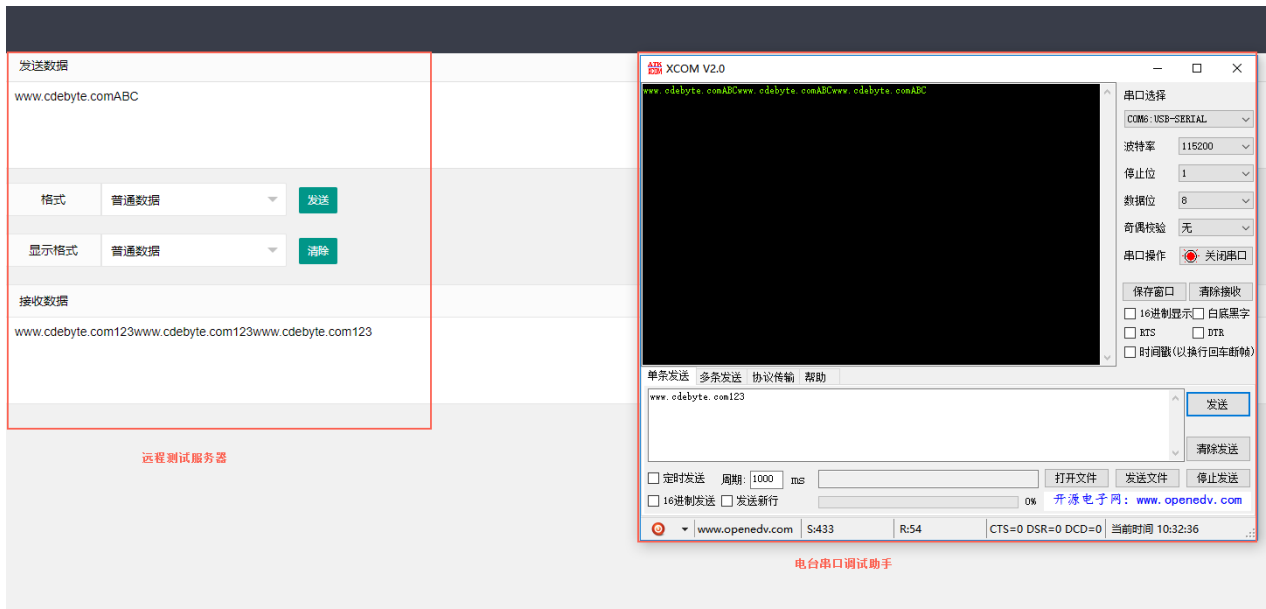 发送数据
www.cdebyte.comABC
格式 普通数据 发送
显示格式 普通数据 清除
接收数据
www.cdebyte.com123www.cdebyte.com123www.cdebyte.com123
远程测试服务器
ATK XCOM XCOM V2.0
www.cdebyte.comABCwww.cdebyte.comABCwww.cdebyte.comABC
串口选择
COM6:USB-SERIAL
波特率 115200
停止位 1
数据位 8
奇偶校验 无
串口操作 关闭串口
保存窗口 清除接收
16进制显示 白底黑字
RTS DTR
时间戳(以换行回车断帧)
单条发送 多条发送 协议传输 帮助
www.cdebyte.com123
发送
清除发送
定时发送 周期: 1000 ms 打开文件 发送文件 停止发送
16进制发送 发送新行 0% 开源电子网: www.openedv.com
www.openedv.com S:433 R:54 CTS=0 DSR=0 DCD=0 当前时间 10:32:36
电台串口调试助手